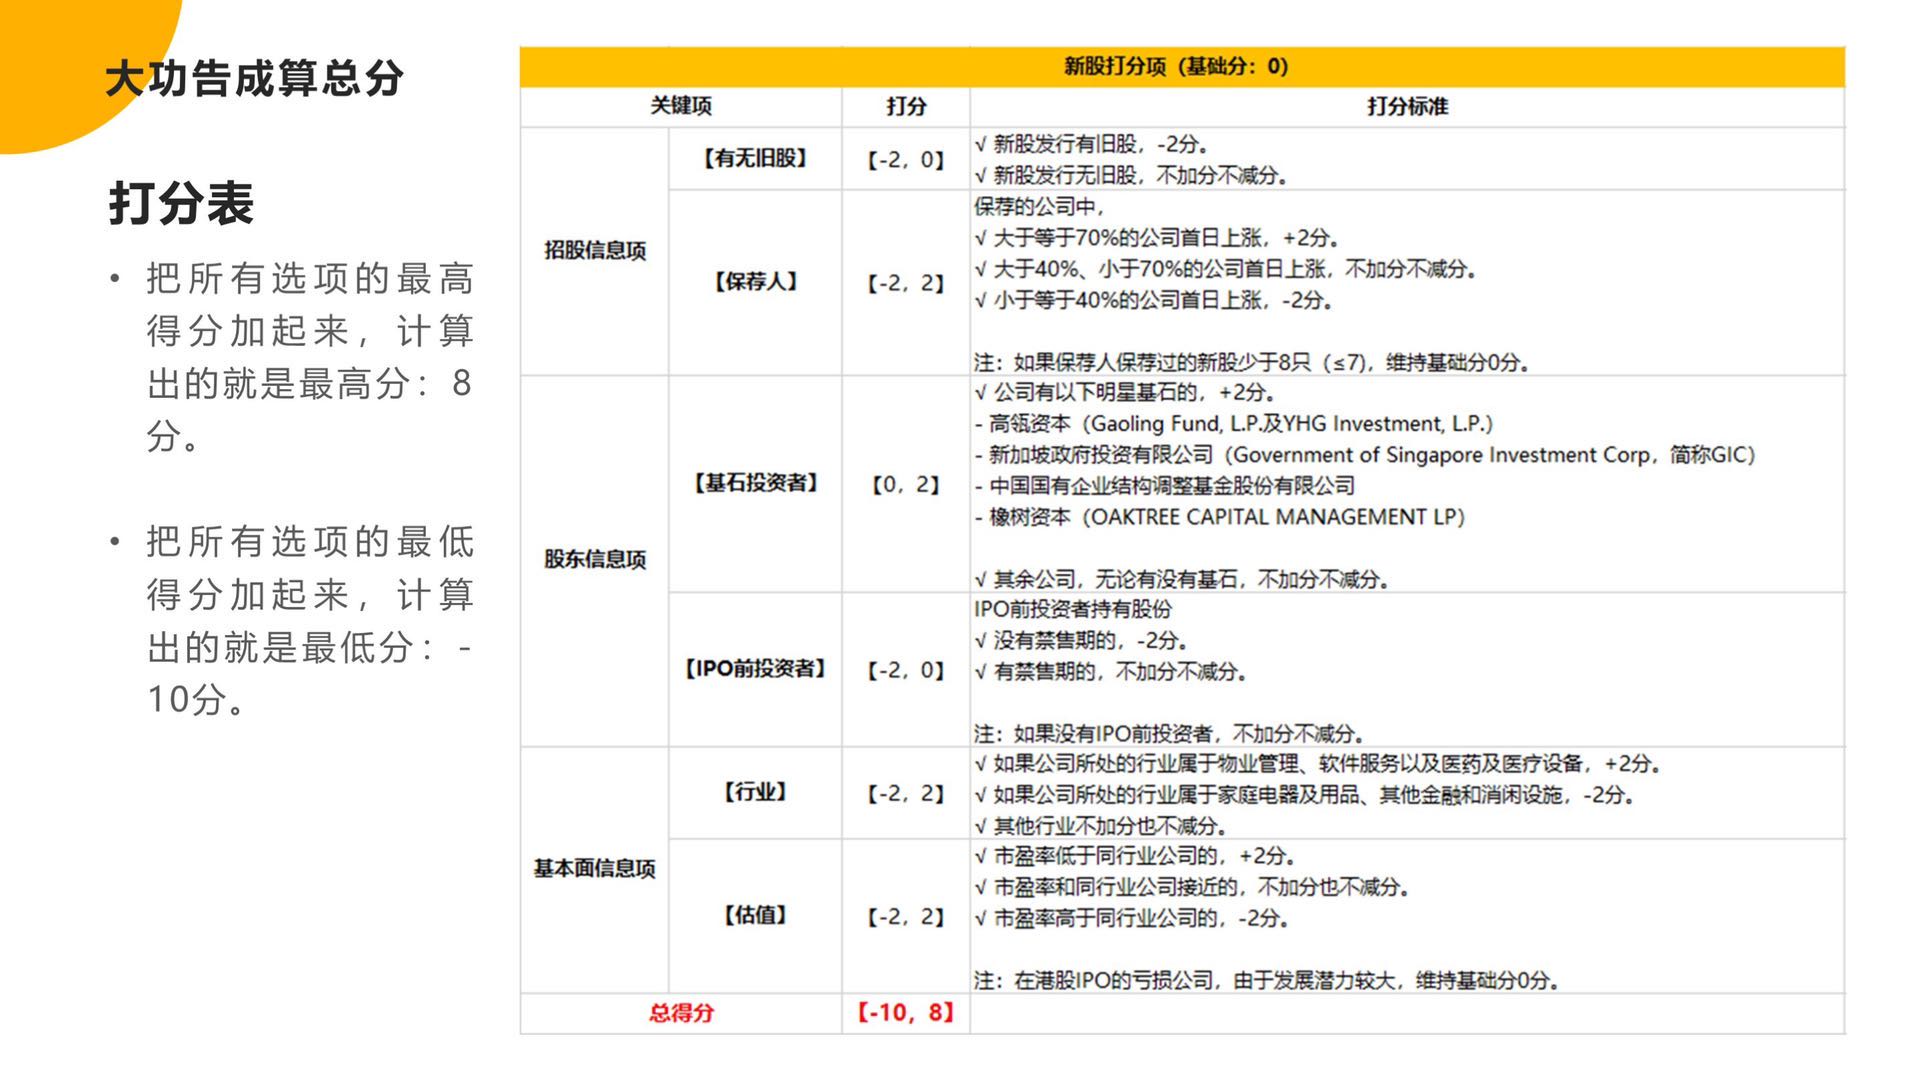 大功告成算总分
打分表
• 把所有选项的最高
得分加起来，计算
出的就是最高分：8
分。
• 把所有选项的最低
得分加起来，计算
出的就是最低分：-
10分。
新股打分项（基础分：0）
关键项 打分 打分标准
招股信息项
【有无旧股】 【-2，0】
√ 新股发行有旧股，-2分。
√ 新股发行无旧股，不加分不减分。
【保荐人】 【-2，2】
保荐的公司中，
√ 大于等于70%的公司首日上涨，+2分。
√ 大于40%、小于70%的公司首日上涨，不加分不减分。
√ 小于等于40%的公司首日上涨，-2分。
注：如果保荐人保荐过的新股少于8只（≤7），维持基础分0分。
股东信息项
【基石投资者】 【0，2】
√ 公司有以下明星基石的，+2分。
- 高瓴资本（Gaoling Fund, L.P.及YHG Investment, L.P.）
- 新加坡政府投资有限公司（Government of Singapore Investment Corp，简称GIC）
- 中国国有企业结构调整基金股份有限公司
- 橡树资本（OAKTREE CAPITAL MANAGEMENT LP）
√ 其余公司，无论有没有基石，不加分不减分。
【IPO前投资者】 【-2，0】
IPO前投资者持有股份
√ 没有禁售期的，-2分。
√ 有禁售期的，不加分不减分。
注：如果没有IPO前投资者，不加分不减分。
基本面信息项
【行业】 【-2，2】
√ 如果公司所处的行业属于物业管理、软件服务以及医药及医疗设备，+2分。
√ 如果公司所处的行业属于家庭电器及用品、其他金融和消闲设施，-2分。
√ 其他行业不加分也不减分。
【估值】 【-2，2】
√ 市盈率低于同行业公司的，+2分。
√ 市盈率和同行业公司接近的，不加分也不减分。
√ 市盈率高于同行业公司的，-2分。
注：在港股IPO的亏损公司，由于发展潜力较大，维持基础分0分。
总得分 【-10，8】